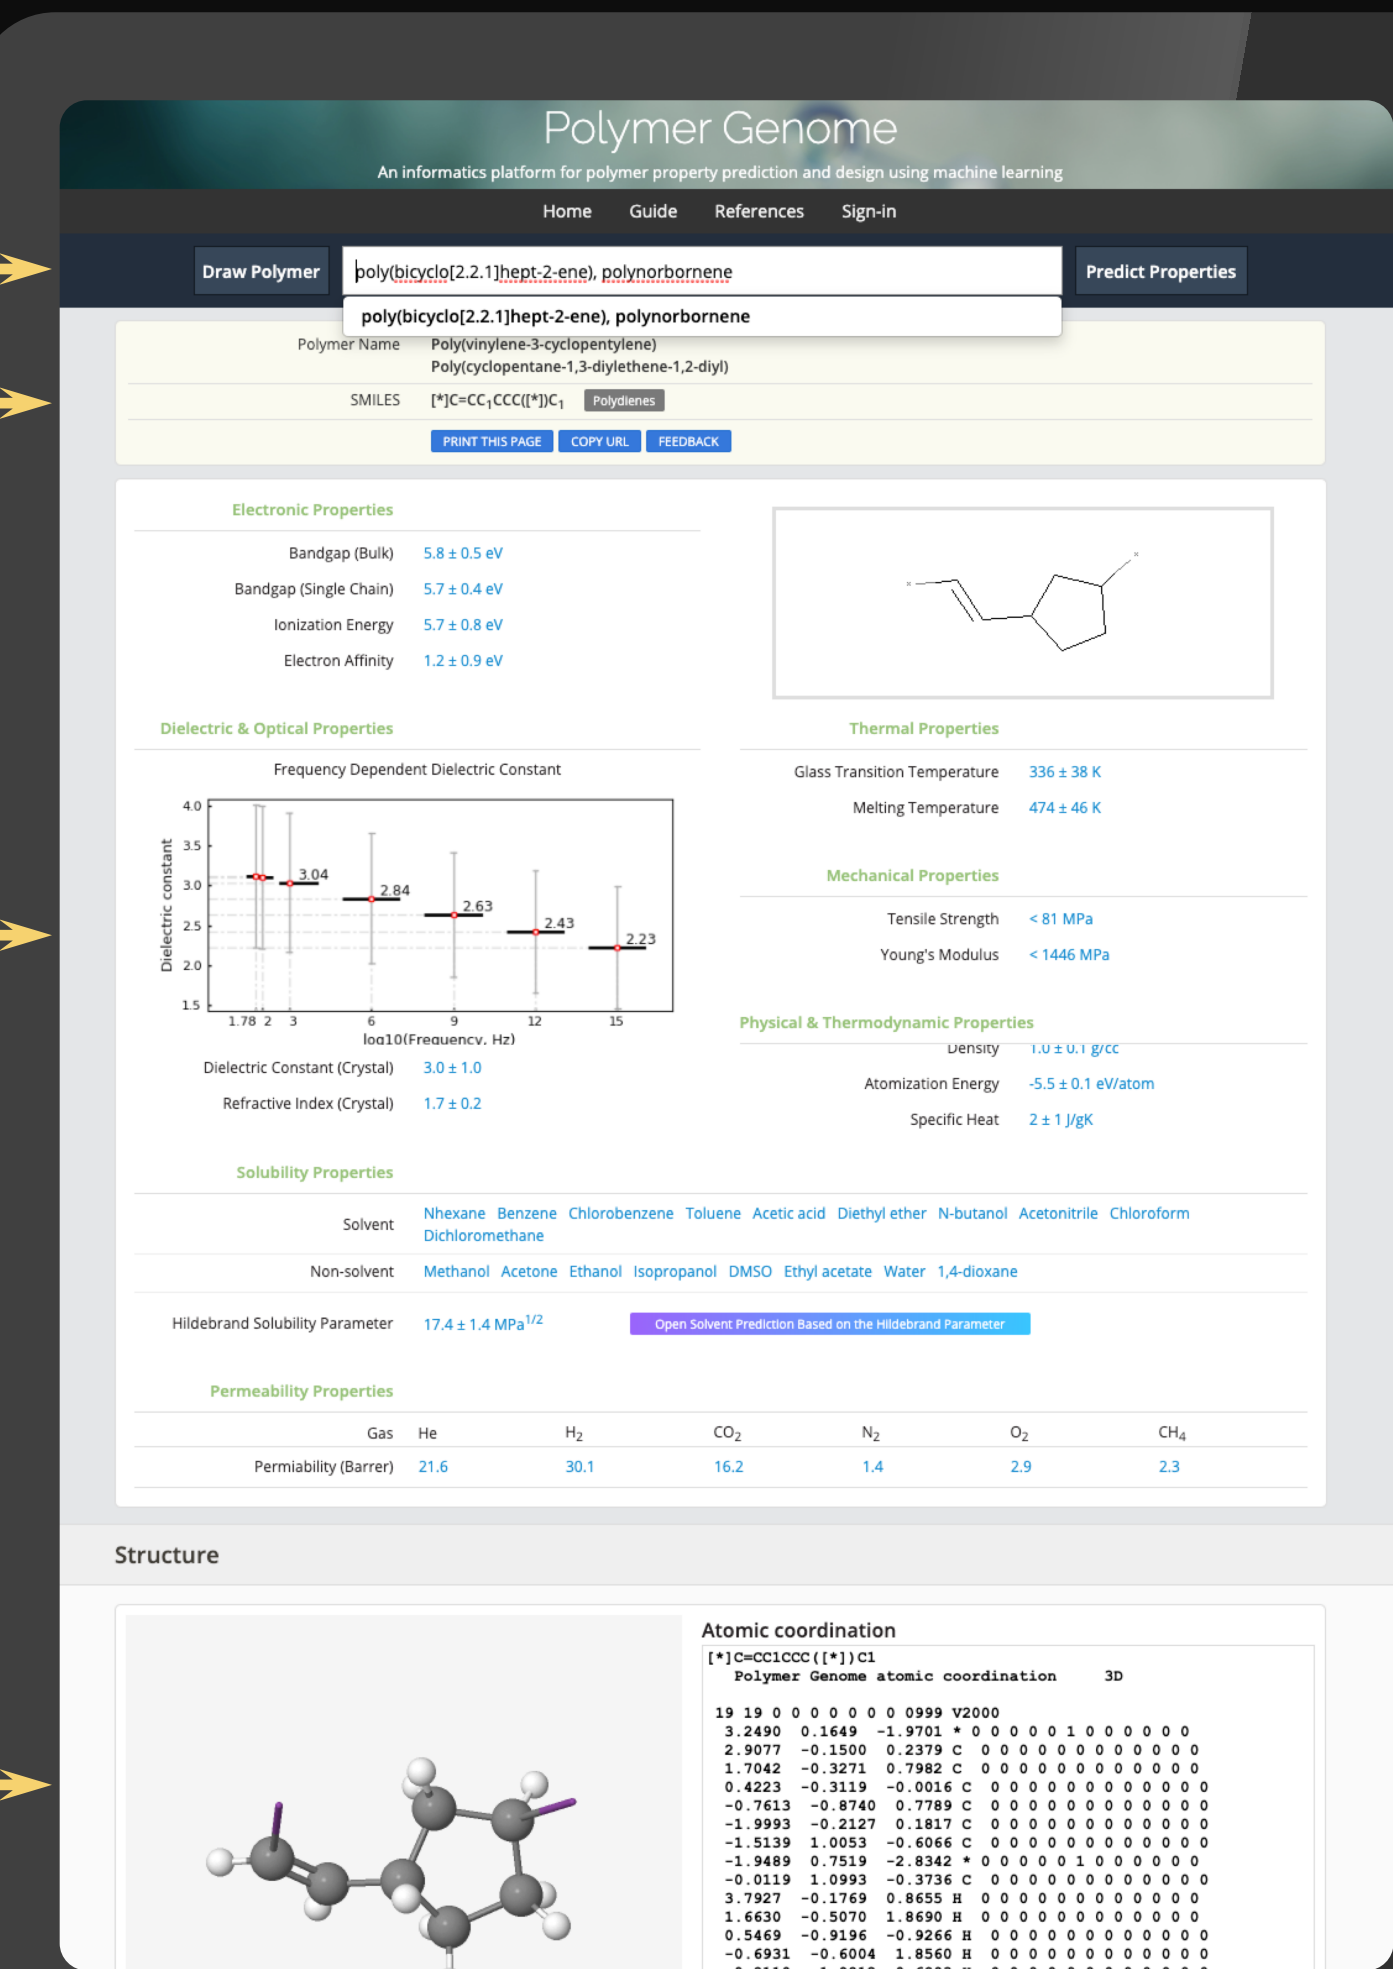 Polymer Genome
An informatics platform for polymer property prediction and design using machine learning
Home Guide References Sign-in
Draw Polymer poly(bicyclo[2.2.1]hept-2-ene), polynorbornene Predict Properties
poly(bicyclo[2.2.1]hept-2-ene), polynorbornene
Polymer Name Poly(vinylene-3-cyclopentylene)
Poly(cyclopentane-1,3-diylethene-1,2-diyl)
SMILES [*]C=CC₁CCC([*])C₁ Polydienes
PRINT THIS PAGE COPY URL FEEDBACK
Electronic Properties
Bandgap (Bulk) 5.8 ± 0.5 eV
Bandgap (Single Chain) 5.7 ± 0.4 eV
Ionization Energy 5.7 ± 0.8 eV
Electron Affinity 1.2 ± 0.9 eV
Dielectric & Optical Properties
Frequency Dependent Dielectric Constant
Dielectric constant
4.0
3.5
3.0
2.5
2.0
1.5
3.04
2.84
2.63
2.43
2.23
1.78 2 3 6 9 12 15
log10(Frequency, Hz)
Dielectric Constant (Crystal) 3.0 ± 1.0
Refractive Index (Crystal) 1.7 ± 0.2
Thermal Properties
Glass Transition Temperature 336 ± 38 K
Melting Temperature 474 ± 46 K
Mechanical Properties
Tensile Strength < 81 MPa
Young's Modulus < 1446 MPa
Physical & Thermodynamic Properties
Density 1.0 ± 0.1 g/cc
Atomization Energy -5.5 ± 0.1 eV/atom
Specific Heat 2 ± 1 J/gK
Solubility Properties
Solvent Nhexane Benzene Chlorobenzene Toluene Acetic acid Diethyl ether N-butanol Acetonitrile Chloroform
Dichloromethane
Non-solvent Methanol Acetone Ethanol Isopropanol DMSO Ethyl acetate Water 1,4-dioxane
Hildebrand Solubility Parameter 17.4 ± 1.4 MPa^1/2 Open Solvent Prediction Based on the Hildebrand Parameter
Permeability Properties
Gas He H₂ CO₂ N₂ O₂ CH₄
Permiability (Barrer) 21.6 30.1 16.2 1.4 2.9 2.3
Structure
Atomic coordination
[*]C=CC1CCC([*])C1
Polymer Genome atomic coordination 3D
19 19 0 0 0 0 0 0 0 0999 V2000
3.2490 0.1649 -1.9701 * 0 0 0 0 0 1 0 0 0 0 0 0
2.9077 -0.1500 0.2379 C 0 0 0 0 0 0 0 0 0 0 0 0
1.7042 -0.3271 0.7982 C 0 0 0 0 0 0 0 0 0 0 0 0
0.4223 -0.3119 -0.0016 C 0 0 0 0 0 0 0 0 0 0 0 0
-0.7613 -0.8740 0.7789 C 0 0 0 0 0 0 0 0 0 0 0 0
-1.9993 -0.2127 0.1817 C 0 0 0 0 0 0 0 0 0 0 0 0
-1.5139 1.0053 -0.6066 C 0 0 0 0 0 0 0 0 0 0 0 0
-1.9489 0.7519 -2.8342 * 0 0 0 0 0 1 0 0 0 0 0 0
-0.0119 1.0993 -0.3736 C 0 0 0 0 0 0 0 0 0 0 0 0
3.7927 -0.1769 0.8655 H 0 0 0 0 0 0 0 0 0 0 0 0
1.6630 -0.5070 1.8690 H 0 0 0 0 0 0 0 0 0 0 0 0
0.5469 -0.9196 -0.9266 H 0 0 0 0 0 0 0 0 0 0 0 0
-0.6931 -0.6004 1.8560 H 0 0 0 0 0 0 0 0 0 0 0 0